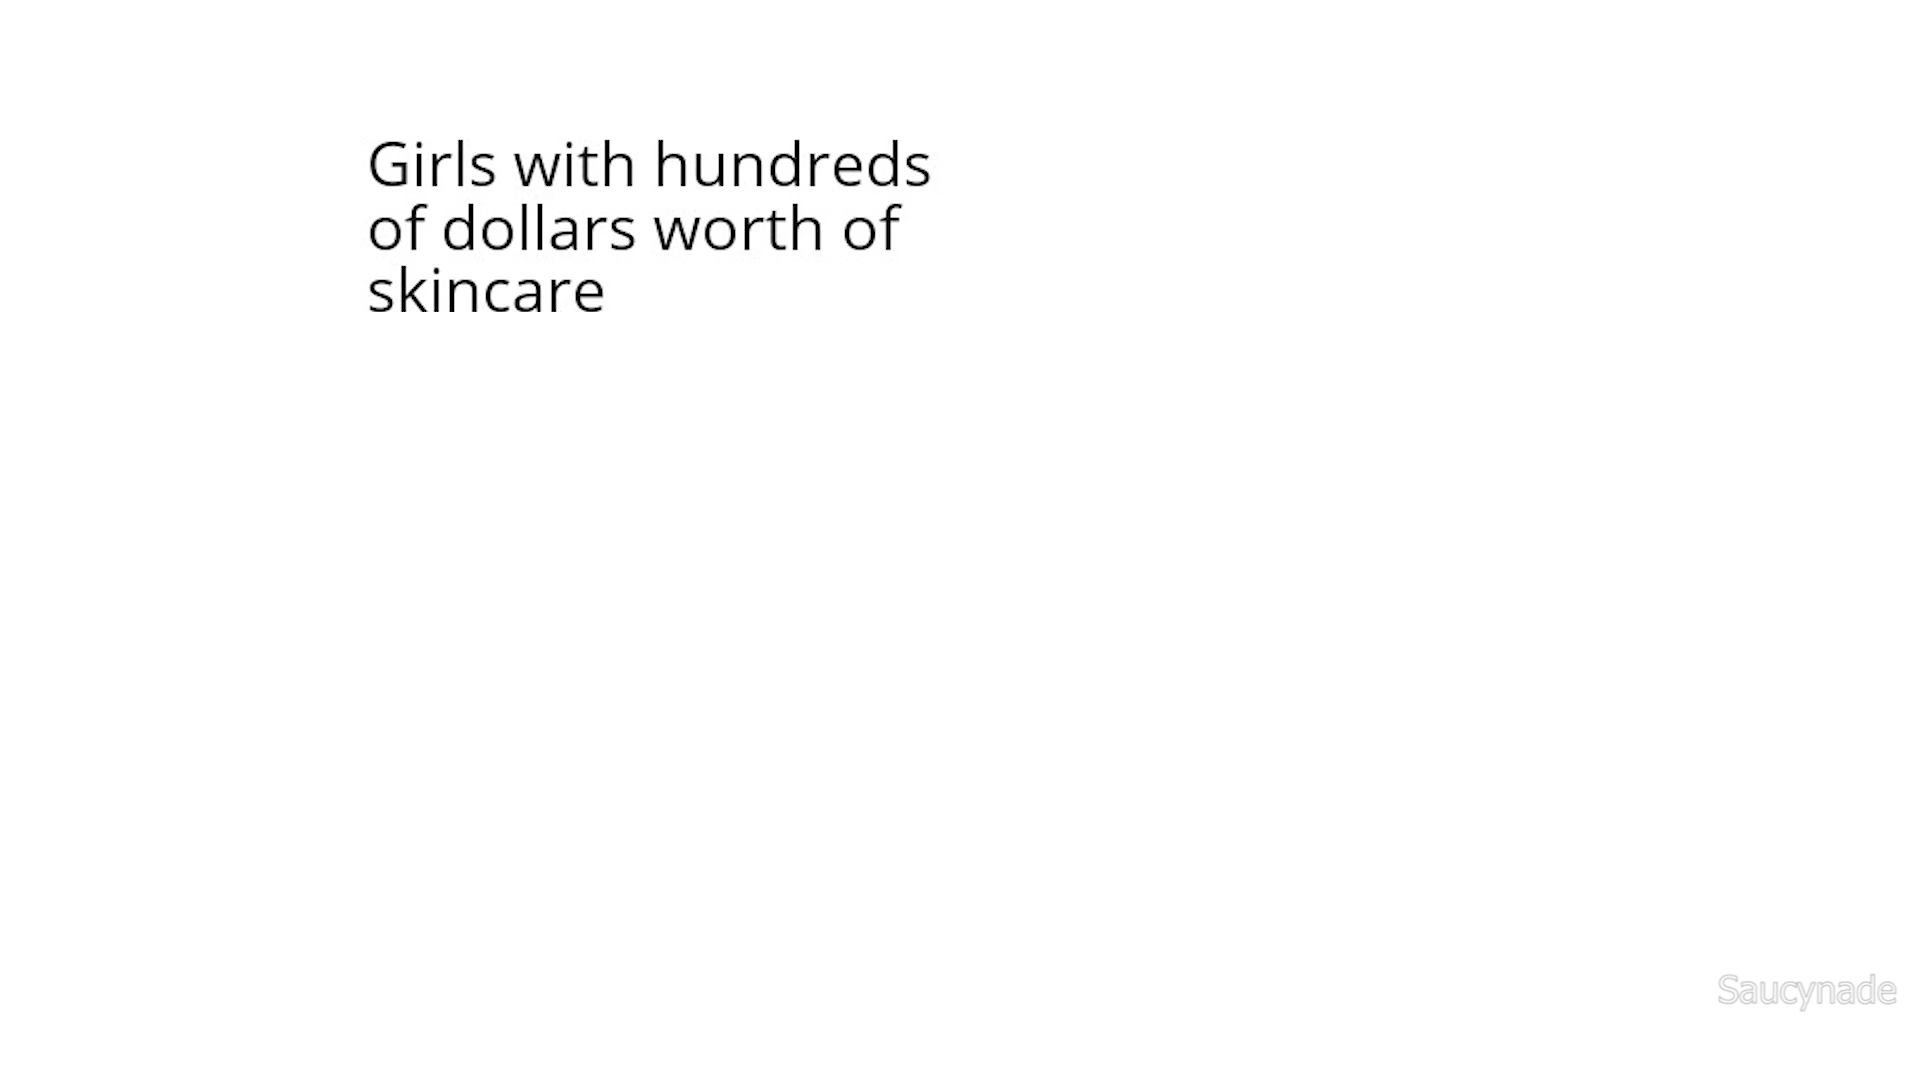 Girls with hundreds
of dollars worth of
skincare
Saucynade